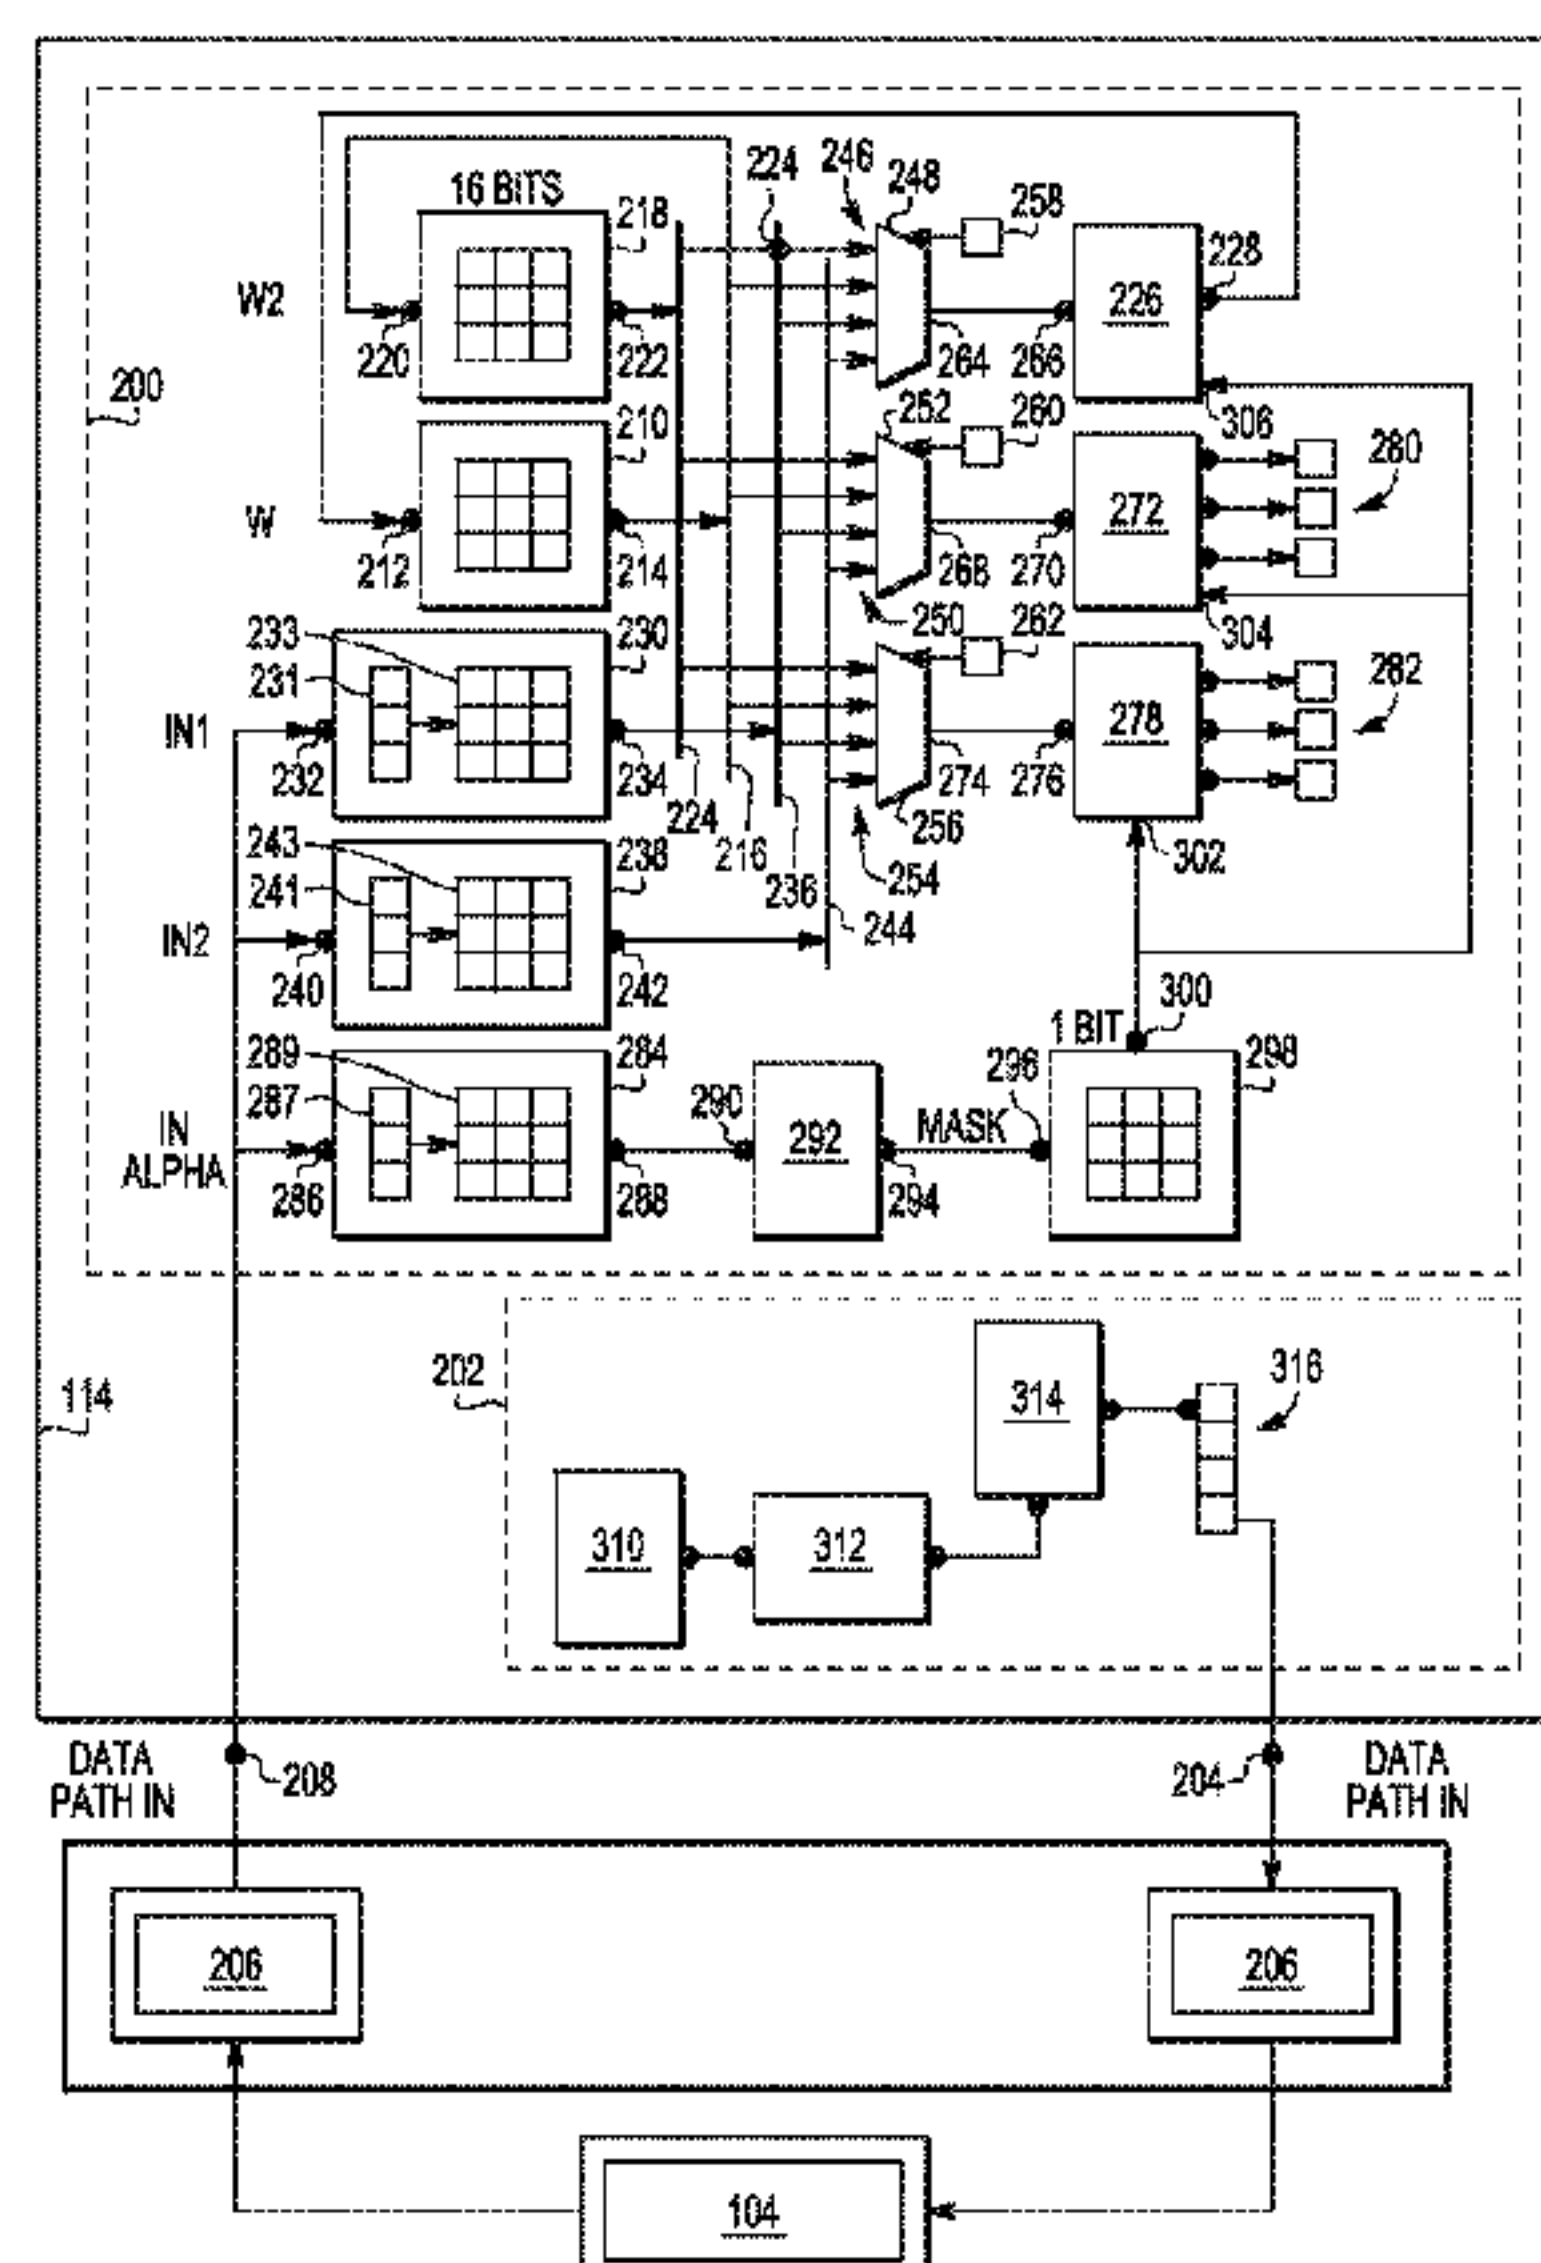 224 246 248
16 BITS 218 258 228
W2 226
220 222 264 266
200 252 260 306
210 280
W 272
212 214 268 270
233 230 250 262 304
231 282
IN1 278
232 234 274 276
224 256
243 238 216 302
241 236 254
IN2 244
240 242 300
1 BIT
289 284 296 298
287 290
IN MASK
ALPHA 292
286 288 294
202 316
114 314
310 312
DATA DATA
PATH IN 208 204 PATH IN
206 206
104